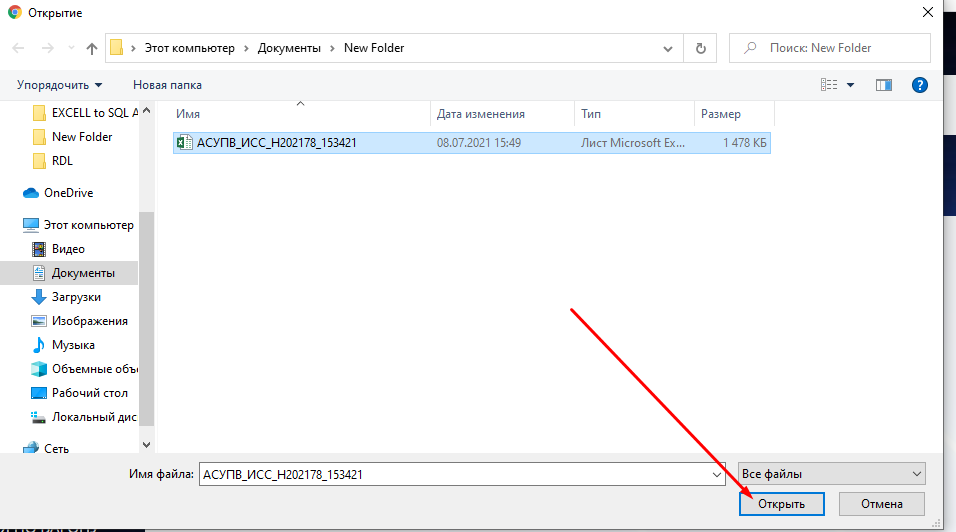 Открытие
Этот компьютер > Документы > New Folder
Поиск: New Folder
Упорядочить
Новая папка
Имя
Дата изменения
Тип
Размер
EXCELL to SQL A
New Folder
RDL
OneDrive
Этот компьютер
Видео
Документы
Загрузки
Изображения
Музыка
Объемные объе
Рабочий стол
Локальный дис
Сеть
АСУПВ_ИСС_Н202178_153421
08.07.2021 15:49
Лист Microsoft Ex...
1 478 КБ
Имя файла:
АСУПВ_ИСС_Н202178_153421
Все файлы
Открыть
Отмена